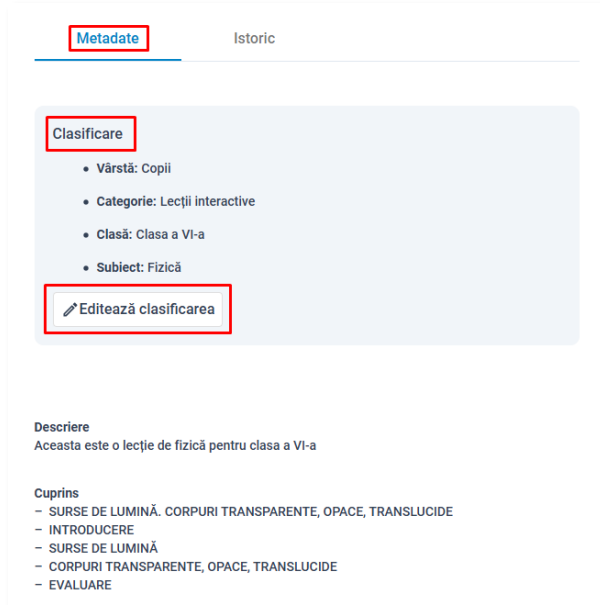 Metadate Istoric
Clasificare
• Vârstă: Copii
• Categorie: Lecții interactive
• Clasă: Clasa a VI-a
• Subiect: Fizică
Editează clasificarea
Descriere
Aceasta este o lecție de fizică pentru clasa a VI-a
Cuprins
– SURSE DE LUMINĂ. CORPURI TRANSPARENTE, OPACE, TRANSLUCIDE
– INTRODUCERE
– SURSE DE LUMINĂ
– CORPURI TRANSPARENTE, OPACE, TRANSLUCIDE
– EVALUARE